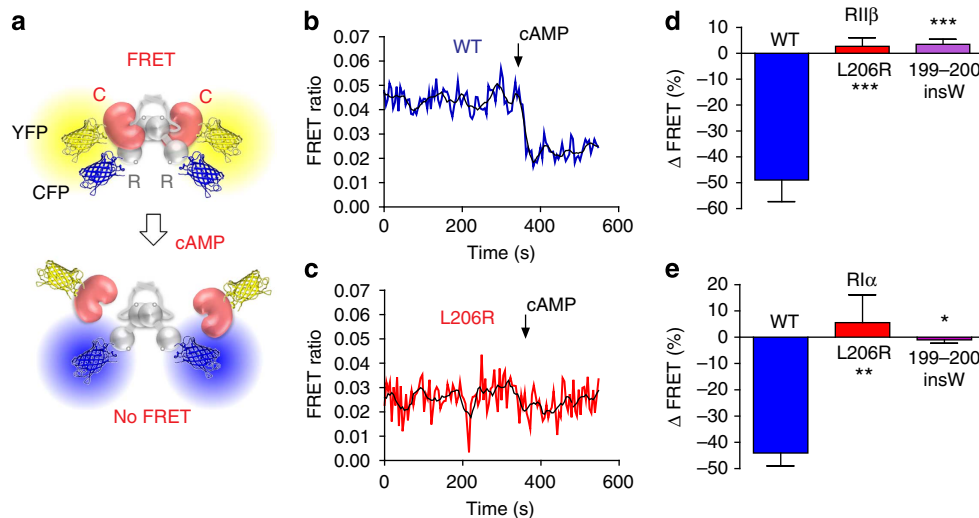 a
FRET
C
C
YFP
CFP
R
R
cAMP
No FRET
b
0.07
0.06
0.05
0.04
0.03
0.02
0.01
0.00
FRET ratio
WT
cAMP
0
200
400
600
Time (s)
c
0.07
0.06
0.05
0.04
0.03
0.02
0.01
0.00
FRET ratio
L206R
cAMP
0
200
400
600
Time (s)
d
20
10
0
−10
−20
−30
−40
−50
−60
Δ FRET (%)
WT
RIIβ
L206R
***
***
199–200
insW
e
20
10
0
−10
−20
−30
−40
−50
Δ FRET (%)
WT
RIα
L206R
**
*
199–200
insW